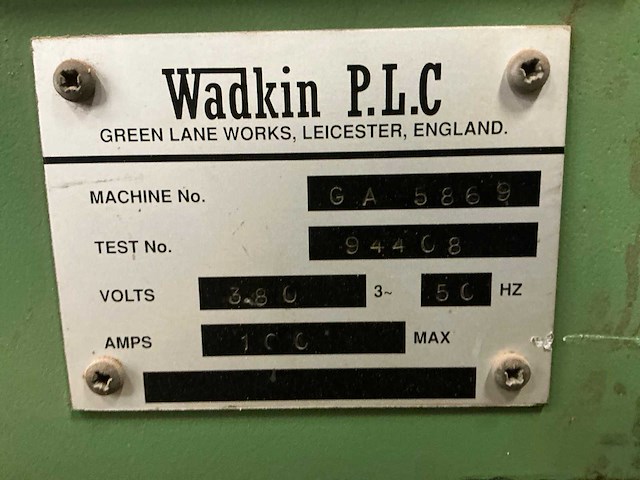 Wadkin P.L.C
GREEN LANE WORKS, LEICESTER, ENGLAND.
MACHINE No. GA 5869
TEST No. 94408
VOLTS 380 3~ 50 HZ
AMPS 100 MAX